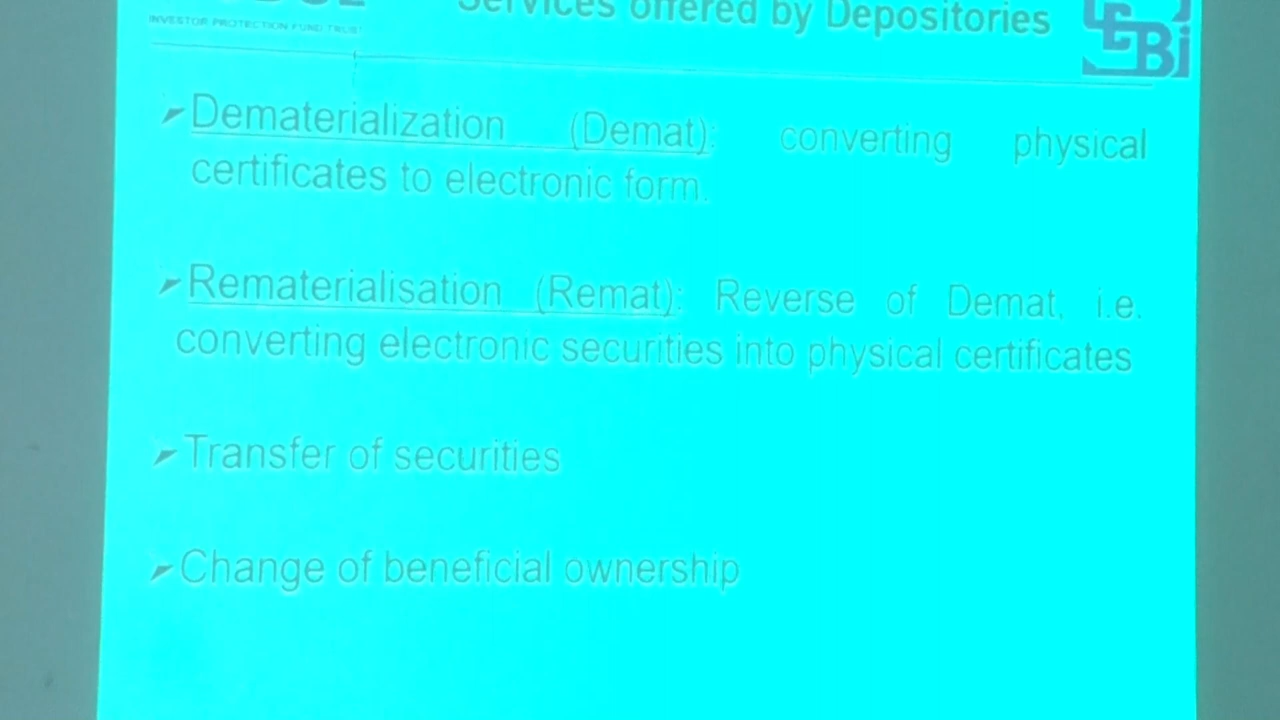 INVESTOR PROTECTION FUND TRUST
Services offered by Depositories
SEBi
➢Dematerialization (Demat): converting physical
certificates to electronic form.
➢Rematerialisation (Remat): Reverse of Demat, i.e.
converting electronic securities into physical certificates
➢Transfer of securities
➢Change of beneficial ownership